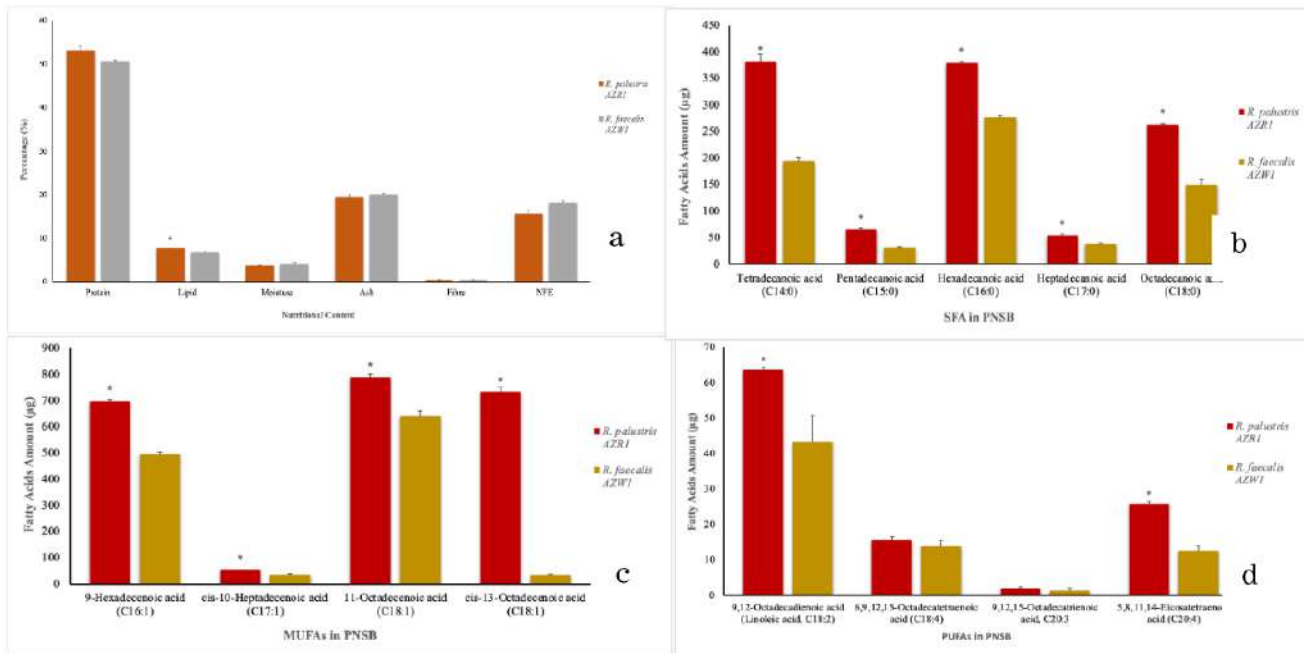 60
50
40
30
20
10
0
Percentage (%)
Protein Lipid Moisture Ash Fibre NFE
*
Nutritional Content
R. palustris
AZR1
R. faecalis
AZW1
a
450
400
350
300
250
200
150
100
50
0
Fatty Acids Amount (µg)
* * * * *
Tetradecanoic acid Pentadecanoic acid Hexadecanoic acid Heptadecanoic acid Octadecanoic
(C14:0) (C15:0) (C16:0) (C17:0) (C18:0)
SFA in PNSB
R. palustris
AZR1
R. faecalis
AZW1
b
900
800
700
600
500
400
300
200
100
0
Fatty Acids Amount (µg)
* * * *
9-Hexadecenoic acid cis-10-Heptadecenoic acid 11-Octadecenoic acid cis-13-Octadecenoic acid
(C16:1) (C17:1) (C18:1) (C18:1)
MUFAs in PNSB
R. palustris
AZR1
R. faecalis
AZW1
c
70
60
50
40
30
20
10
0
Fatty Acids Amount (µg)
* *
9,12-Octadecadienoic acid 6,9,12,15-Octadecatetraenoic 9,12,15-Octadecatrienoic 5,8,11,14-Eicosatetraeno
(Linoleic acid, C18:2) acid (C18:4) acid, C20:3 acid (C20:4)
PUFAs in PNSB
R. palustris
AZR1
R. faecalis
AZW1
d